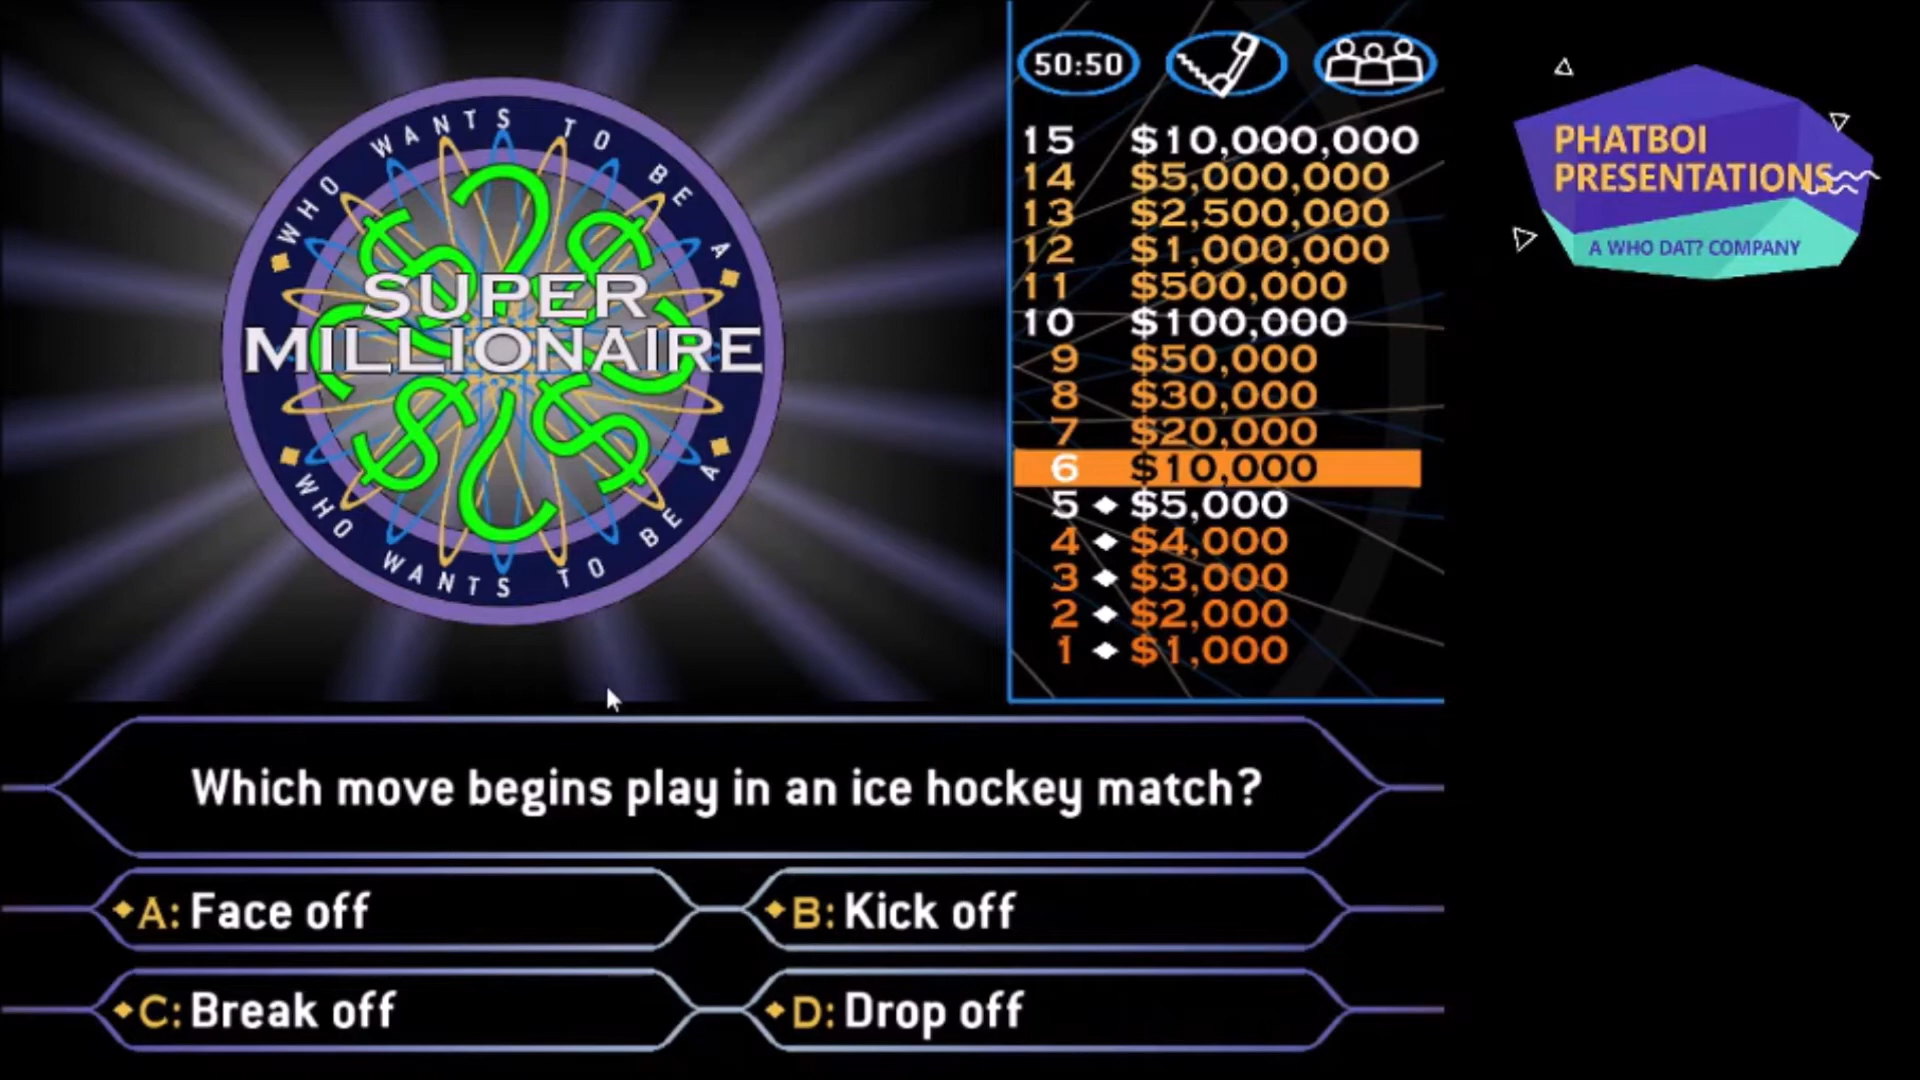 WHO WANTS TO BE A
SUPER
MILLIONAIRE
WHO WANTS TO BE A
50:50
15 $10,000,000
14 $5,000,000
13 $2,500,000
12 $1,000,000
11 $500,000
10 $100,000
9 $50,000
8 $30,000
7 $20,000
6 $10,000
5 $5,000
4 $4,000
3 $3,000
2 $2,000
1 $1,000
PHATBOI
PRESENTATIONS
A WHO DAT? COMPANY
Which move begins play in an ice hockey match?
A: Face off
B: Kick off
C: Break off
D: Drop off